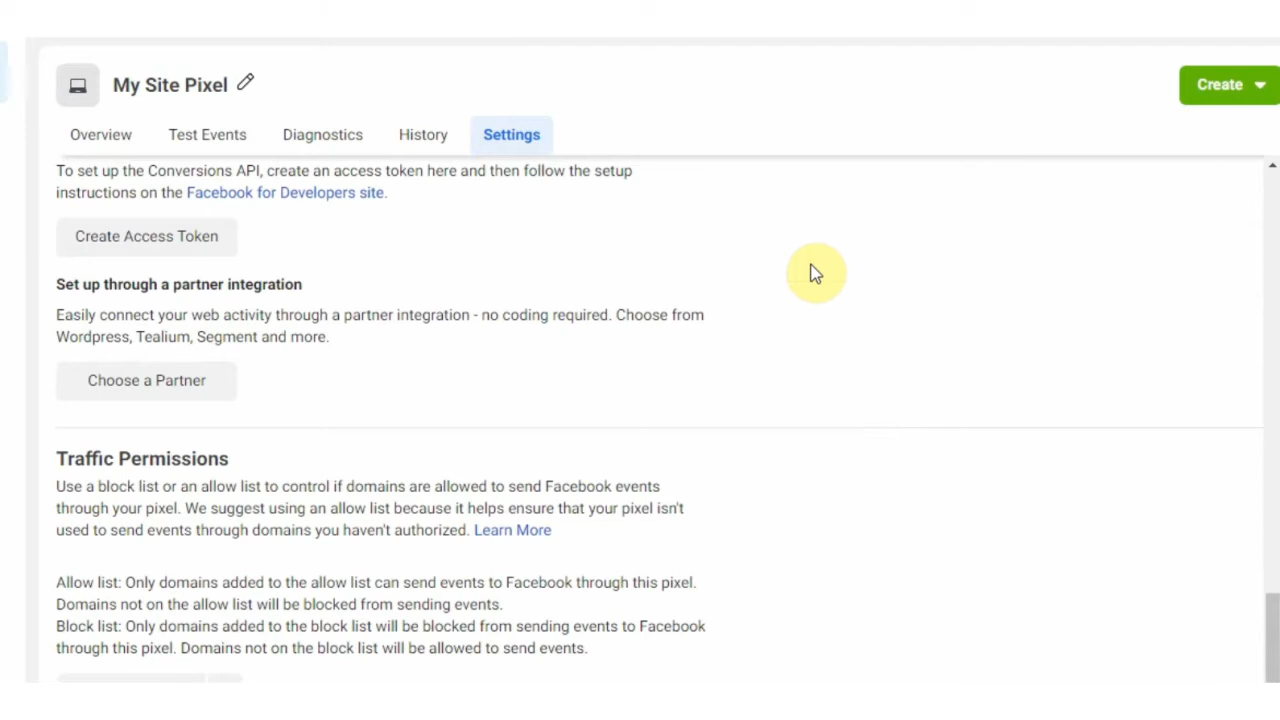 My Site Pixel
Create
Overview Test Events Diagnostics History Settings
To set up the Conversions API, create an access token here and then follow the setup
instructions on the Facebook for Developers site.
Create Access Token
Set up through a partner integration
Easily connect your web activity through a partner integration - no coding required. Choose from
Wordpress, Tealium, Segment and more.
Choose a Partner
Traffic Permissions
Use a block list or an allow list to control if domains are allowed to send Facebook events
through your pixel. We suggest using an allow list because it helps ensure that your pixel isn't
used to send events through domains you haven't authorized. Learn More
Allow list: Only domains added to the allow list can send events to Facebook through this pixel.
Domains not on the allow list will be blocked from sending events.
Block list: Only domains added to the block list will be blocked from sending events to Facebook
through this pixel. Domains not on the block list will be allowed to send events.